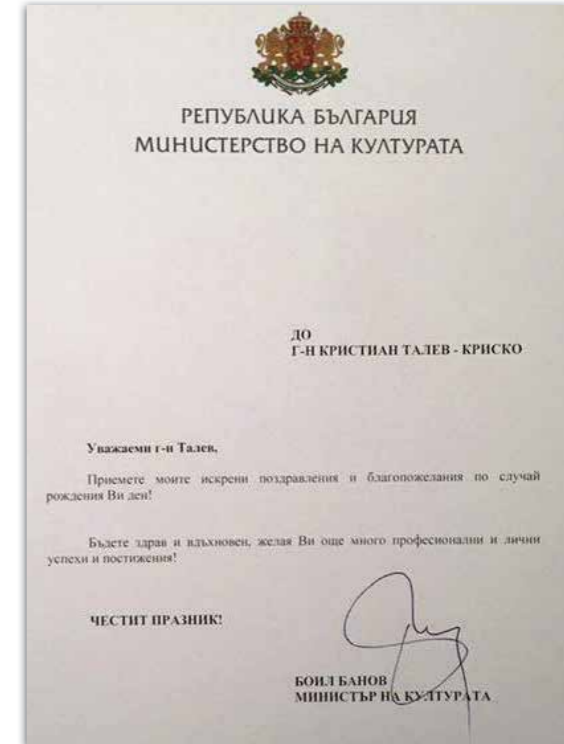 РЕПУБЛИКА БЪЛГАРИЯ
МИНИСТЕРСТВО НА КУЛТУРАТА
ДО
Г-Н КРИСТИАН ТАЛЕВ - КРИСКО
Уважаеми г-н Талев,
Приемете моите искрени поздравления и благопожелания по случай
рождения Ви ден!
Бъдете здрав и вдъхновен, желая Ви още много професионални и лични
успехи и постижения!
ЧЕСТИТ ПРАЗНИК!
БОИЛ БАНОВ
МИНИСТЪР НА КУЛТУРАТА